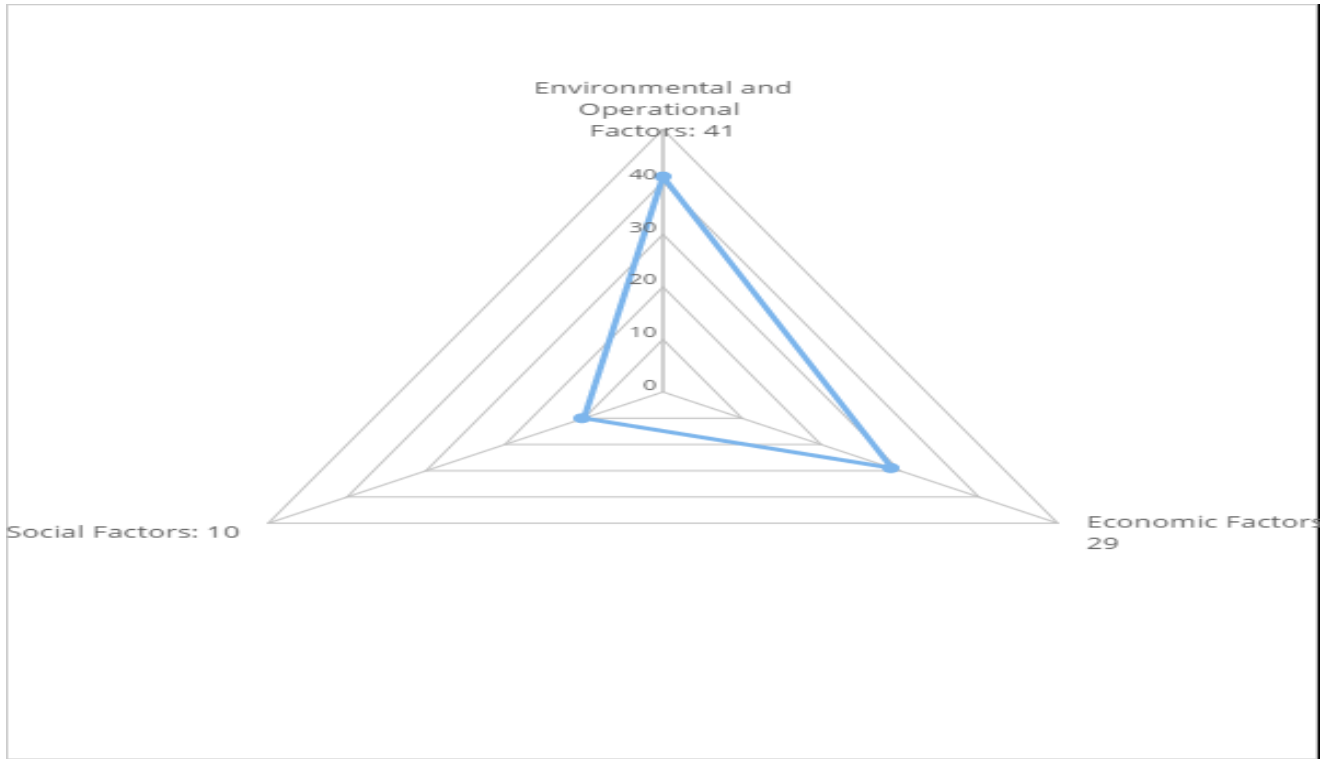 Environmental and
Operational
Factors: 41
40
30
20
10
0
Social Factors: 10
Economic Factors
29